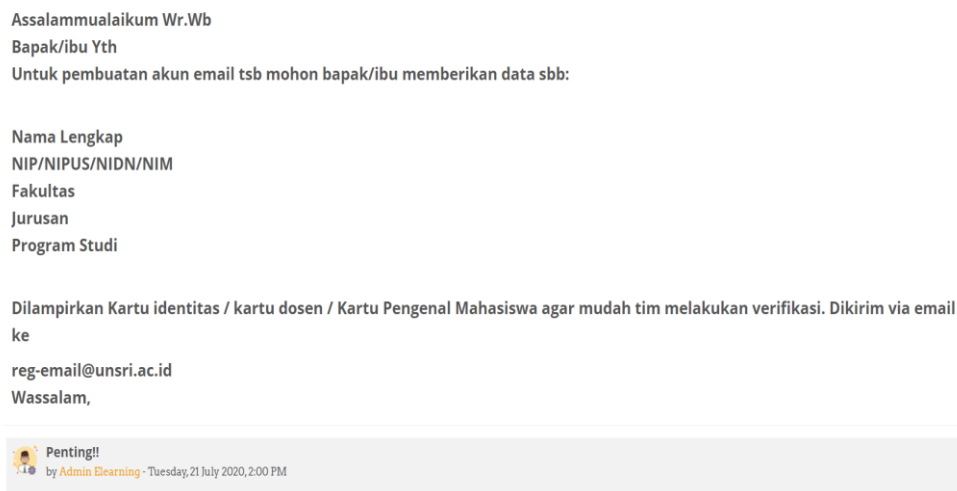 Assalammualaikum Wr.Wb
Bapak/ibu Yth
Untuk pembuatan akun email tsb mohon bapak/ibu memberikan data sbb:
Nama Lengkap
NIP/NIPUS/NIDN/NIM
Fakultas
Jurusan
Program Studi
Dilampirkan Kartu identitas / kartu dosen / Kartu Pengenal Mahasiswa agar mudah tim melakukan verifikasi. Dikirim via email
ke
reg-email@unsri.ac.id
Wassalam,
Penting!!
by Admin Elearning - Tuesday, 21 July 2020, 2:00 PM